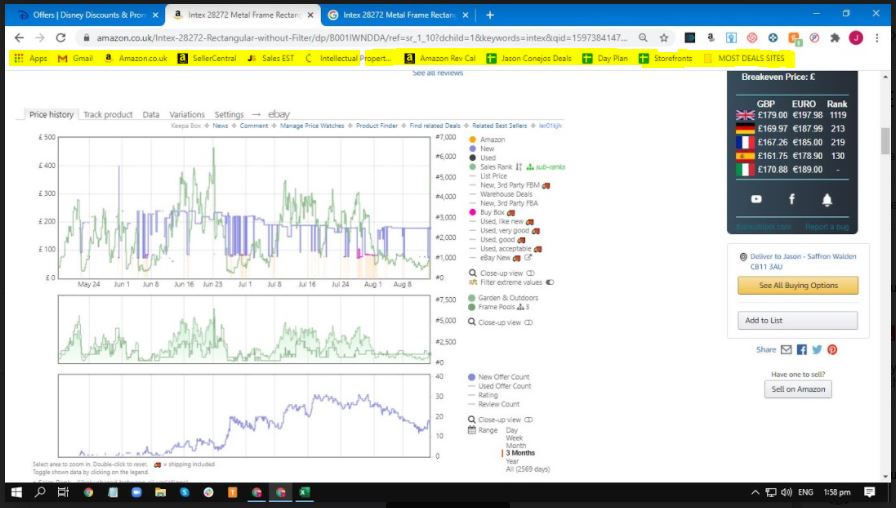 Offers | Disney Discounts & Pron
Intex 28272 Metal Frame Rectan
Intex 28272 Metal Frame Rectan
amazon.co.uk/Intex-28272-Rectangular-without-Filter/dp/B001IWNDDA/ref=sr_1_10?dchild=1&keywords=intex&qid=1597384147...
Apps
Gmail
Amazon.co.uk
SellerCentral
Sales EST
Intellectual Propert...
Amazon Rev Cal
Jason Conejos Deals
Day Plan
Storefronts
MOST DEALS SITES
See all reviews
Price history Track product Data Variations Settings → ebay
Keepa Box News Comment Manage Price Watches Product Finder Find related Deals Related Best Sellers
£ 500
£ 400
£ 300
£ 200
£ 100
£ 0
#7,000
#6,000
#5,000
#4,000
#3,000
#2,000
#1,000
#0
May 24 Jun 1 Jun 8 Jun 15 Jun 23 Jul 1 Jul 8 Jul 16 Jul 24 Aug 1 Aug 8
Amazon
New
Used
Sales Rank sub-ranks
List Price
New, 3rd Party FBM
Warehouse Deals
New, 3rd Party FBA
Buy Box
Used, like new
Used, very good
Used, good
Used, acceptable
eBay New
Close-up view
Filter extreme values
#7,500
#5,000
#2,500
#0
Garden & Outdoors
Frame Pools 3
Close-up view
40
30
20
10
0
New Offer Count
Used Offer Count
Rating
Review Count
Close-up view
Range
Day
Week
Month
3 Months
Year
All (2569 days)
Select area to zoom in. Double-click to reset. = shipping included
Toggle shown data by clicking on the legend.
Breakeven Price: £
GBP EURO Rank
£179.00 €197.98 1119
£169.97 €187.99 213
£167.26 €185.00 219
£161.75 €178.90 130
£170.88 €189.00 -
Report a bug
Deliver to Jason - Saffron Walden
CB11 3AU
See All Buying Options
Add to List
Share
Have one to sell?
Sell on Amazon
ENG 1:58 pm